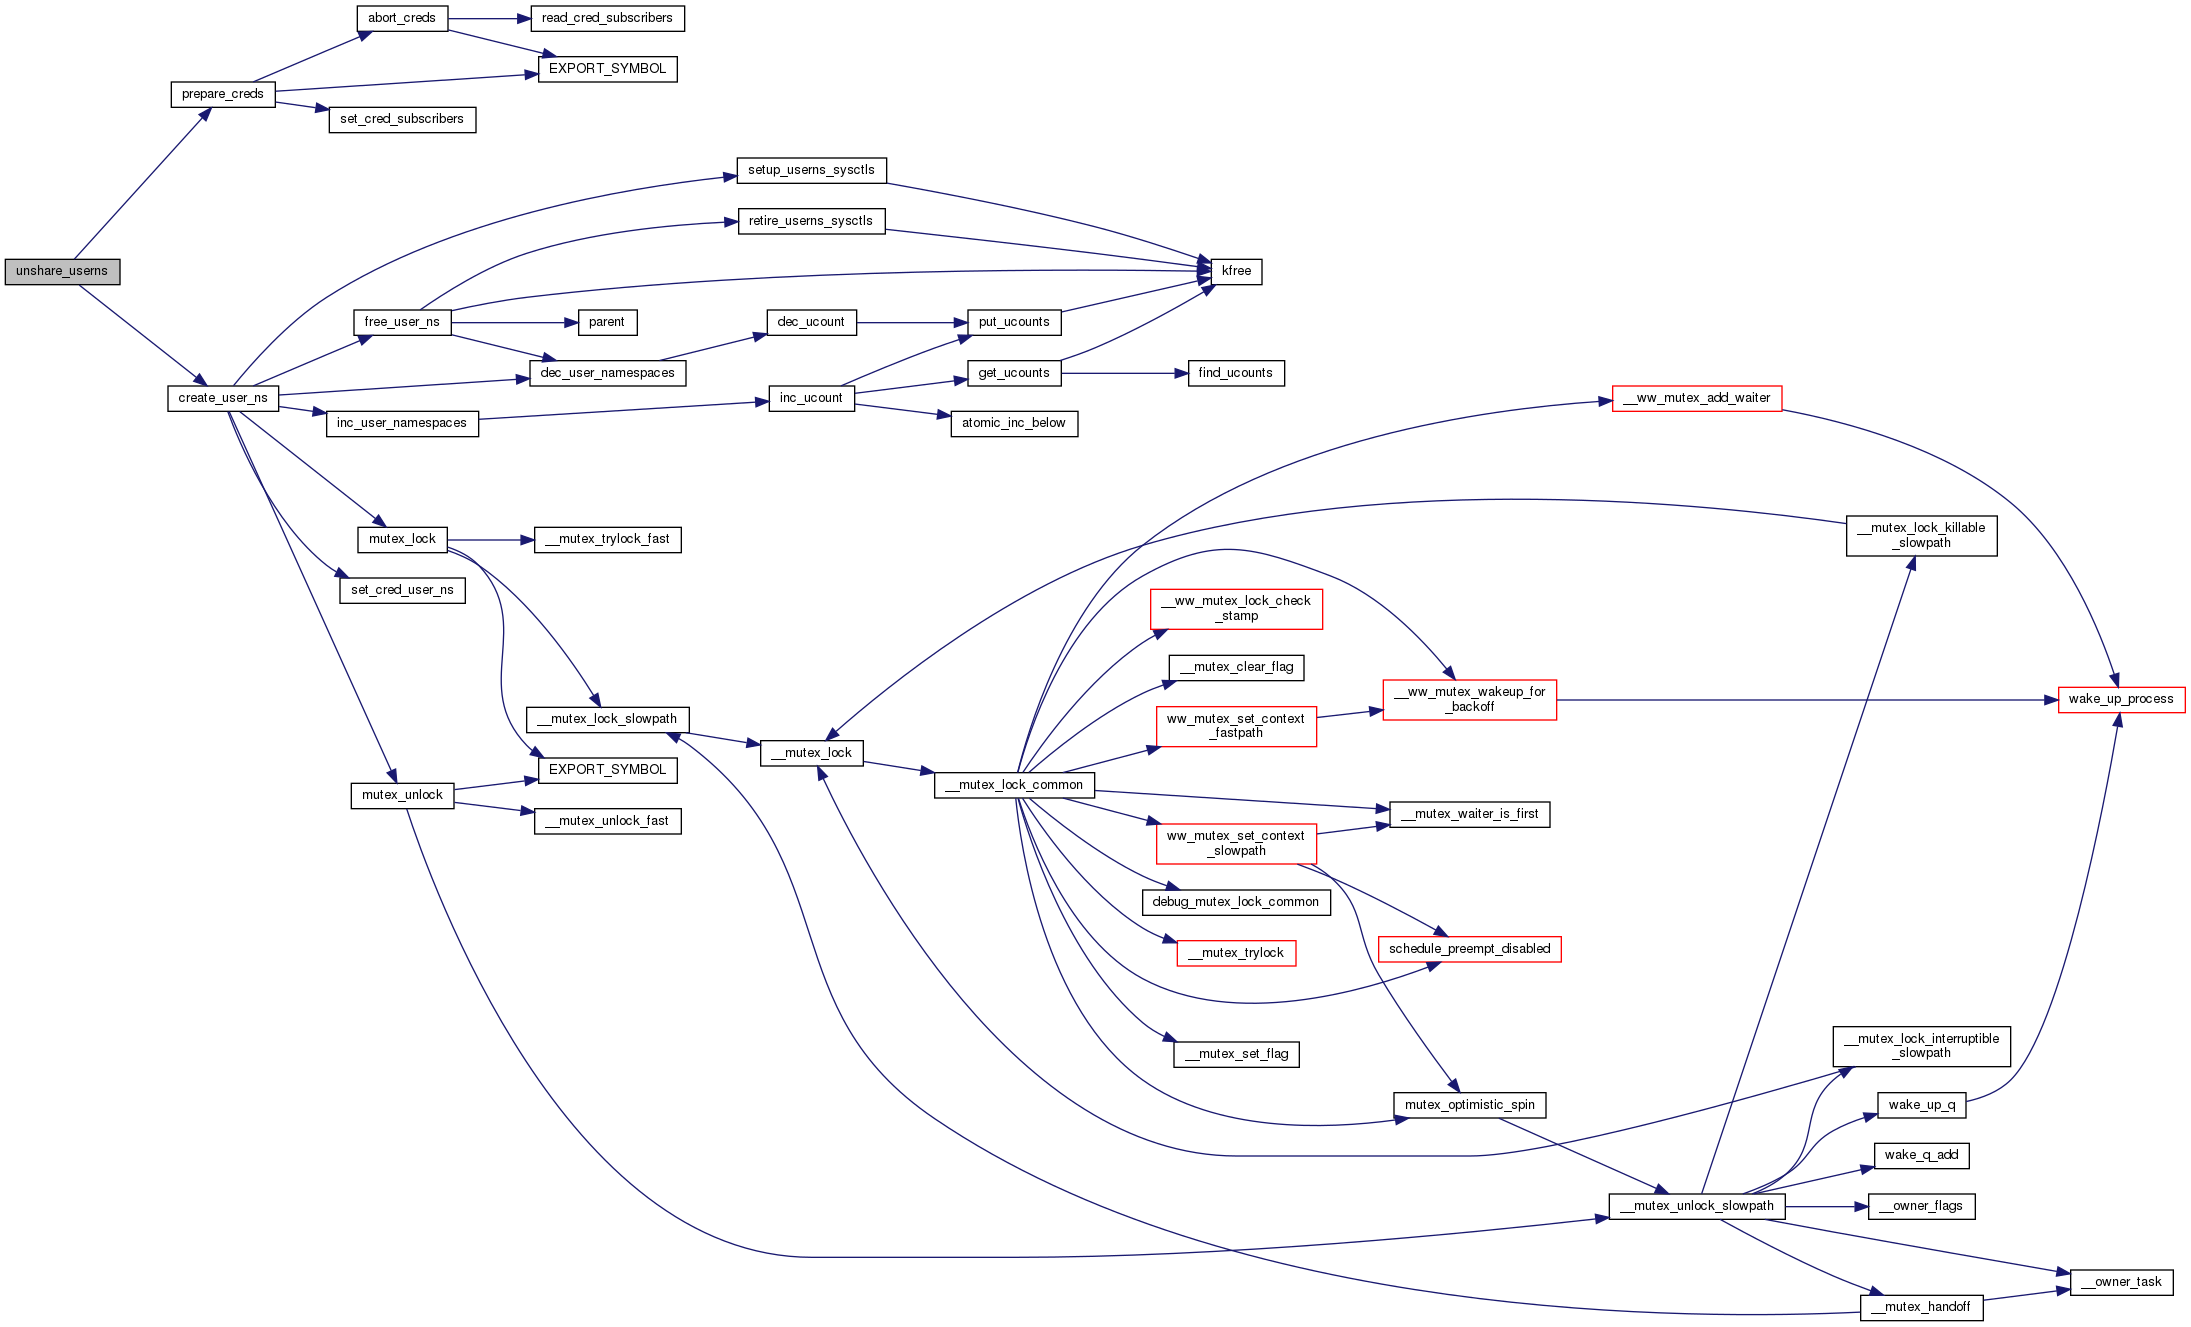 abort_creds
read_cred_subscribers
EXPORT_SYMBOL
prepare_creds
set_cred_subscribers
setup_userns_sysctls
retire_userns_sysctls
unshare_userns
kfree
free_user_ns
parent
dec_ucount
put_ucounts
dec_user_namespaces
get_ucounts
find_ucounts
create_user_ns
inc_ucount
__ww_mutex_add_waiter
inc_user_namespaces
atomic_inc_below
mutex_lock
__mutex_trylock_fast
__mutex_lock_killable
_slowpath
set_cred_user_ns
__ww_mutex_lock_check
_stamp
__mutex_clear_flag
__ww_mutex_wakeup_for
_backoff
wake_up_process
__mutex_lock_slowpath
ww_mutex_set_context
_fastpath
__mutex_lock
EXPORT_SYMBOL
__mutex_lock_common
mutex_unlock
__mutex_unlock_fast
__mutex_waiter_is_first
ww_mutex_set_context
_slowpath
debug_mutex_lock_common
__mutex_trylock
schedule_preempt_disabled
__mutex_set_flag
__mutex_lock_interruptible
_slowpath
mutex_optimistic_spin
wake_up_q
wake_q_add
__mutex_unlock_slowpath
__owner_flags
__owner_task
__mutex_handoff